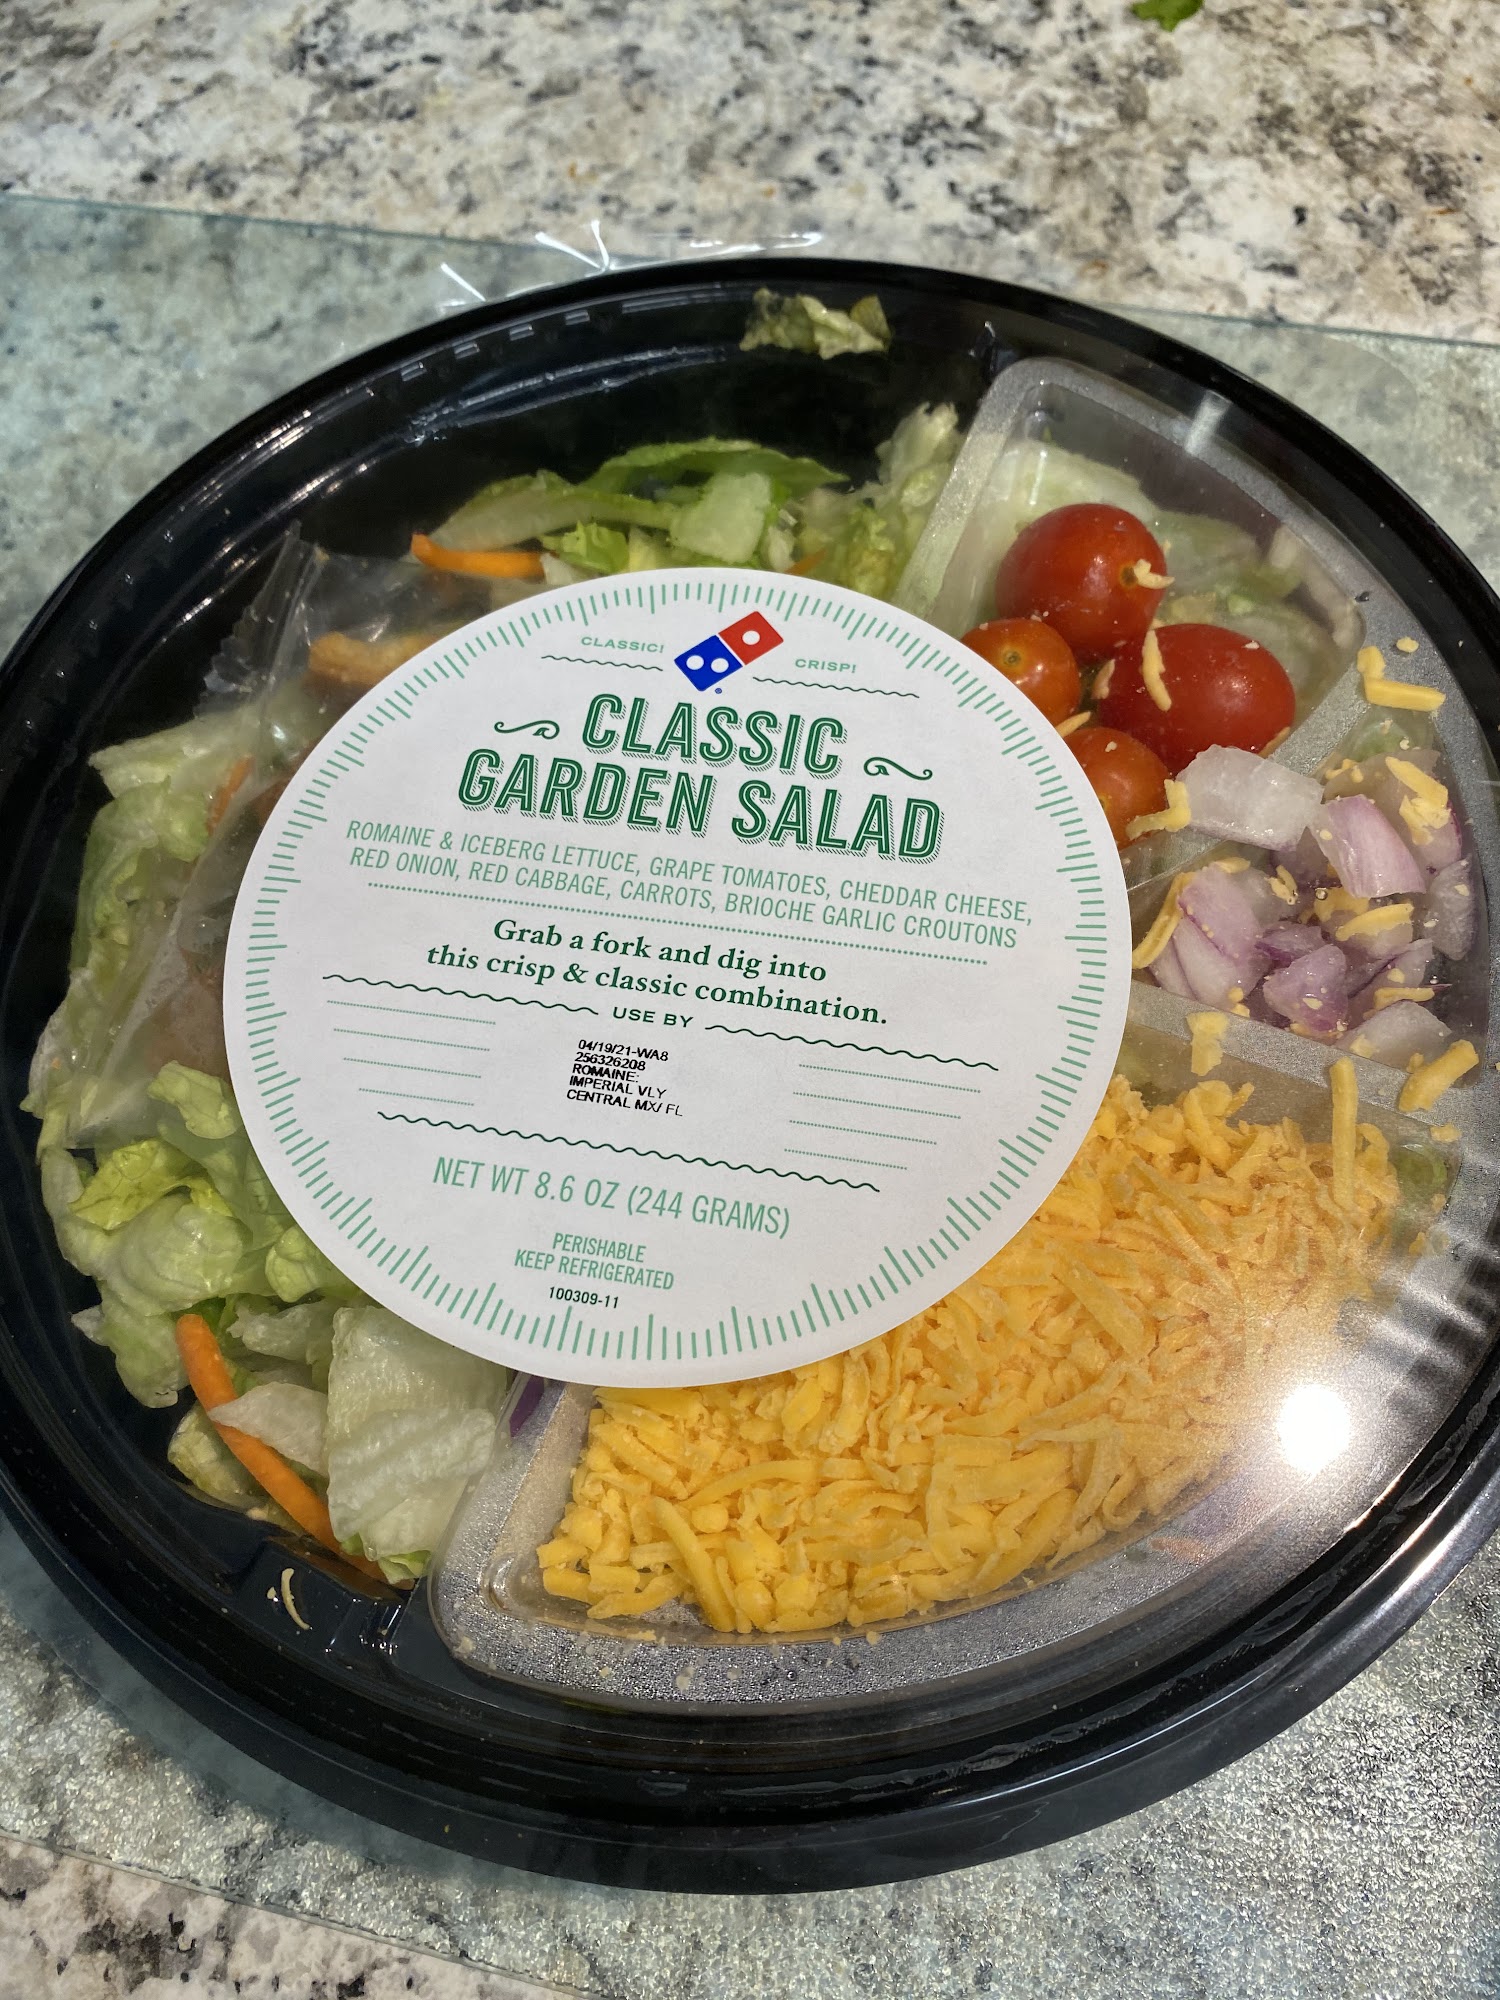 CLASSIC!
CRISP!
CLASSIC
GARDEN SALAD
ROMAINE & ICEBERG LETTUCE, GRAPE TOMATOES, CHEDDAR CHEESE,
RED ONION, RED CABBAGE, CARROTS, BRIOCHE GARLIC CROUTONS
Grab a fork and dig into
this crisp & classic combination.
USE BY
04/19/21-WA8
256326208
ROMAINE:
IMPERIAL VLY
CENTRAL MX/ FL
NET WT 8.6 OZ (244 GRAMS)
PERISHABLE
KEEP REFRIGERATED
100309-11